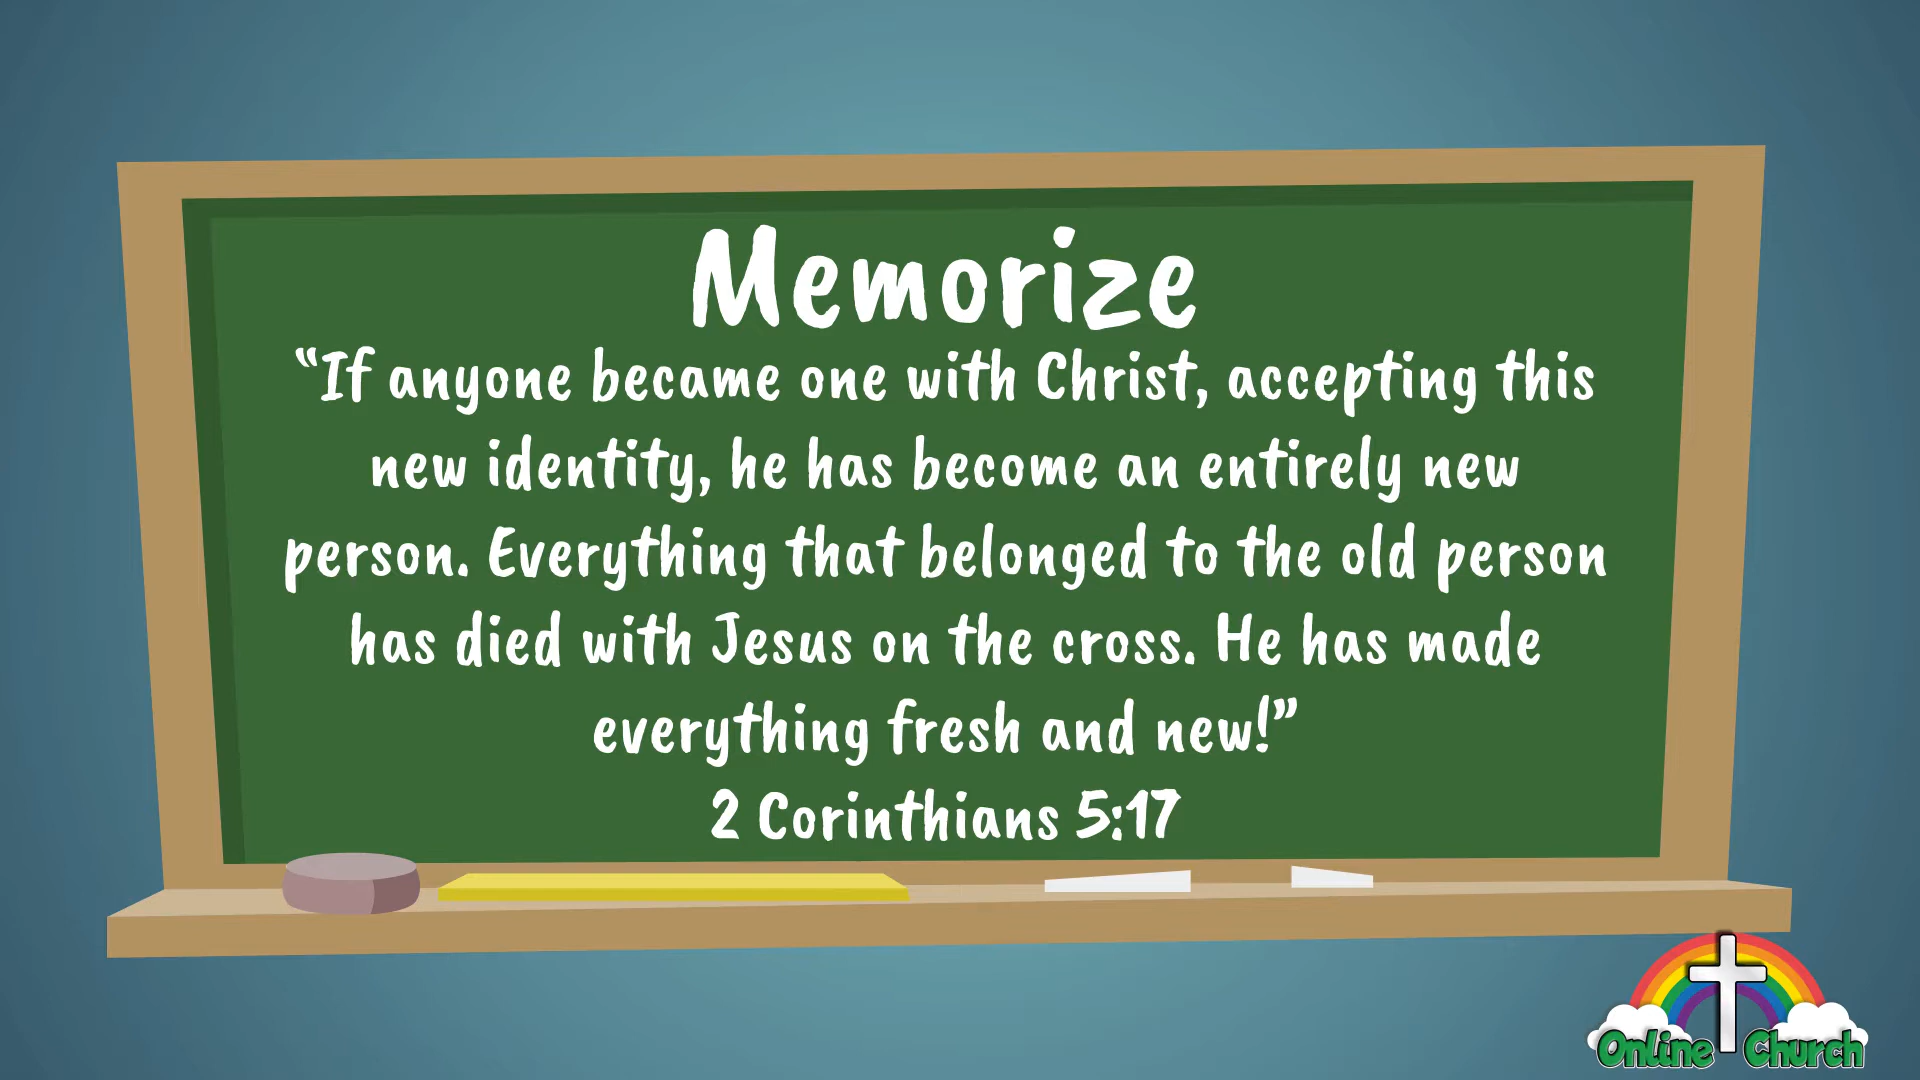 Memorize
“If anyone became one with Christ, accepting this
new identity, he has become an entirely new
person. Everything that belonged to the old person
has died with Jesus on the cross. He has made
everything fresh and new!”
2 Corinthians 5:17
Online Church